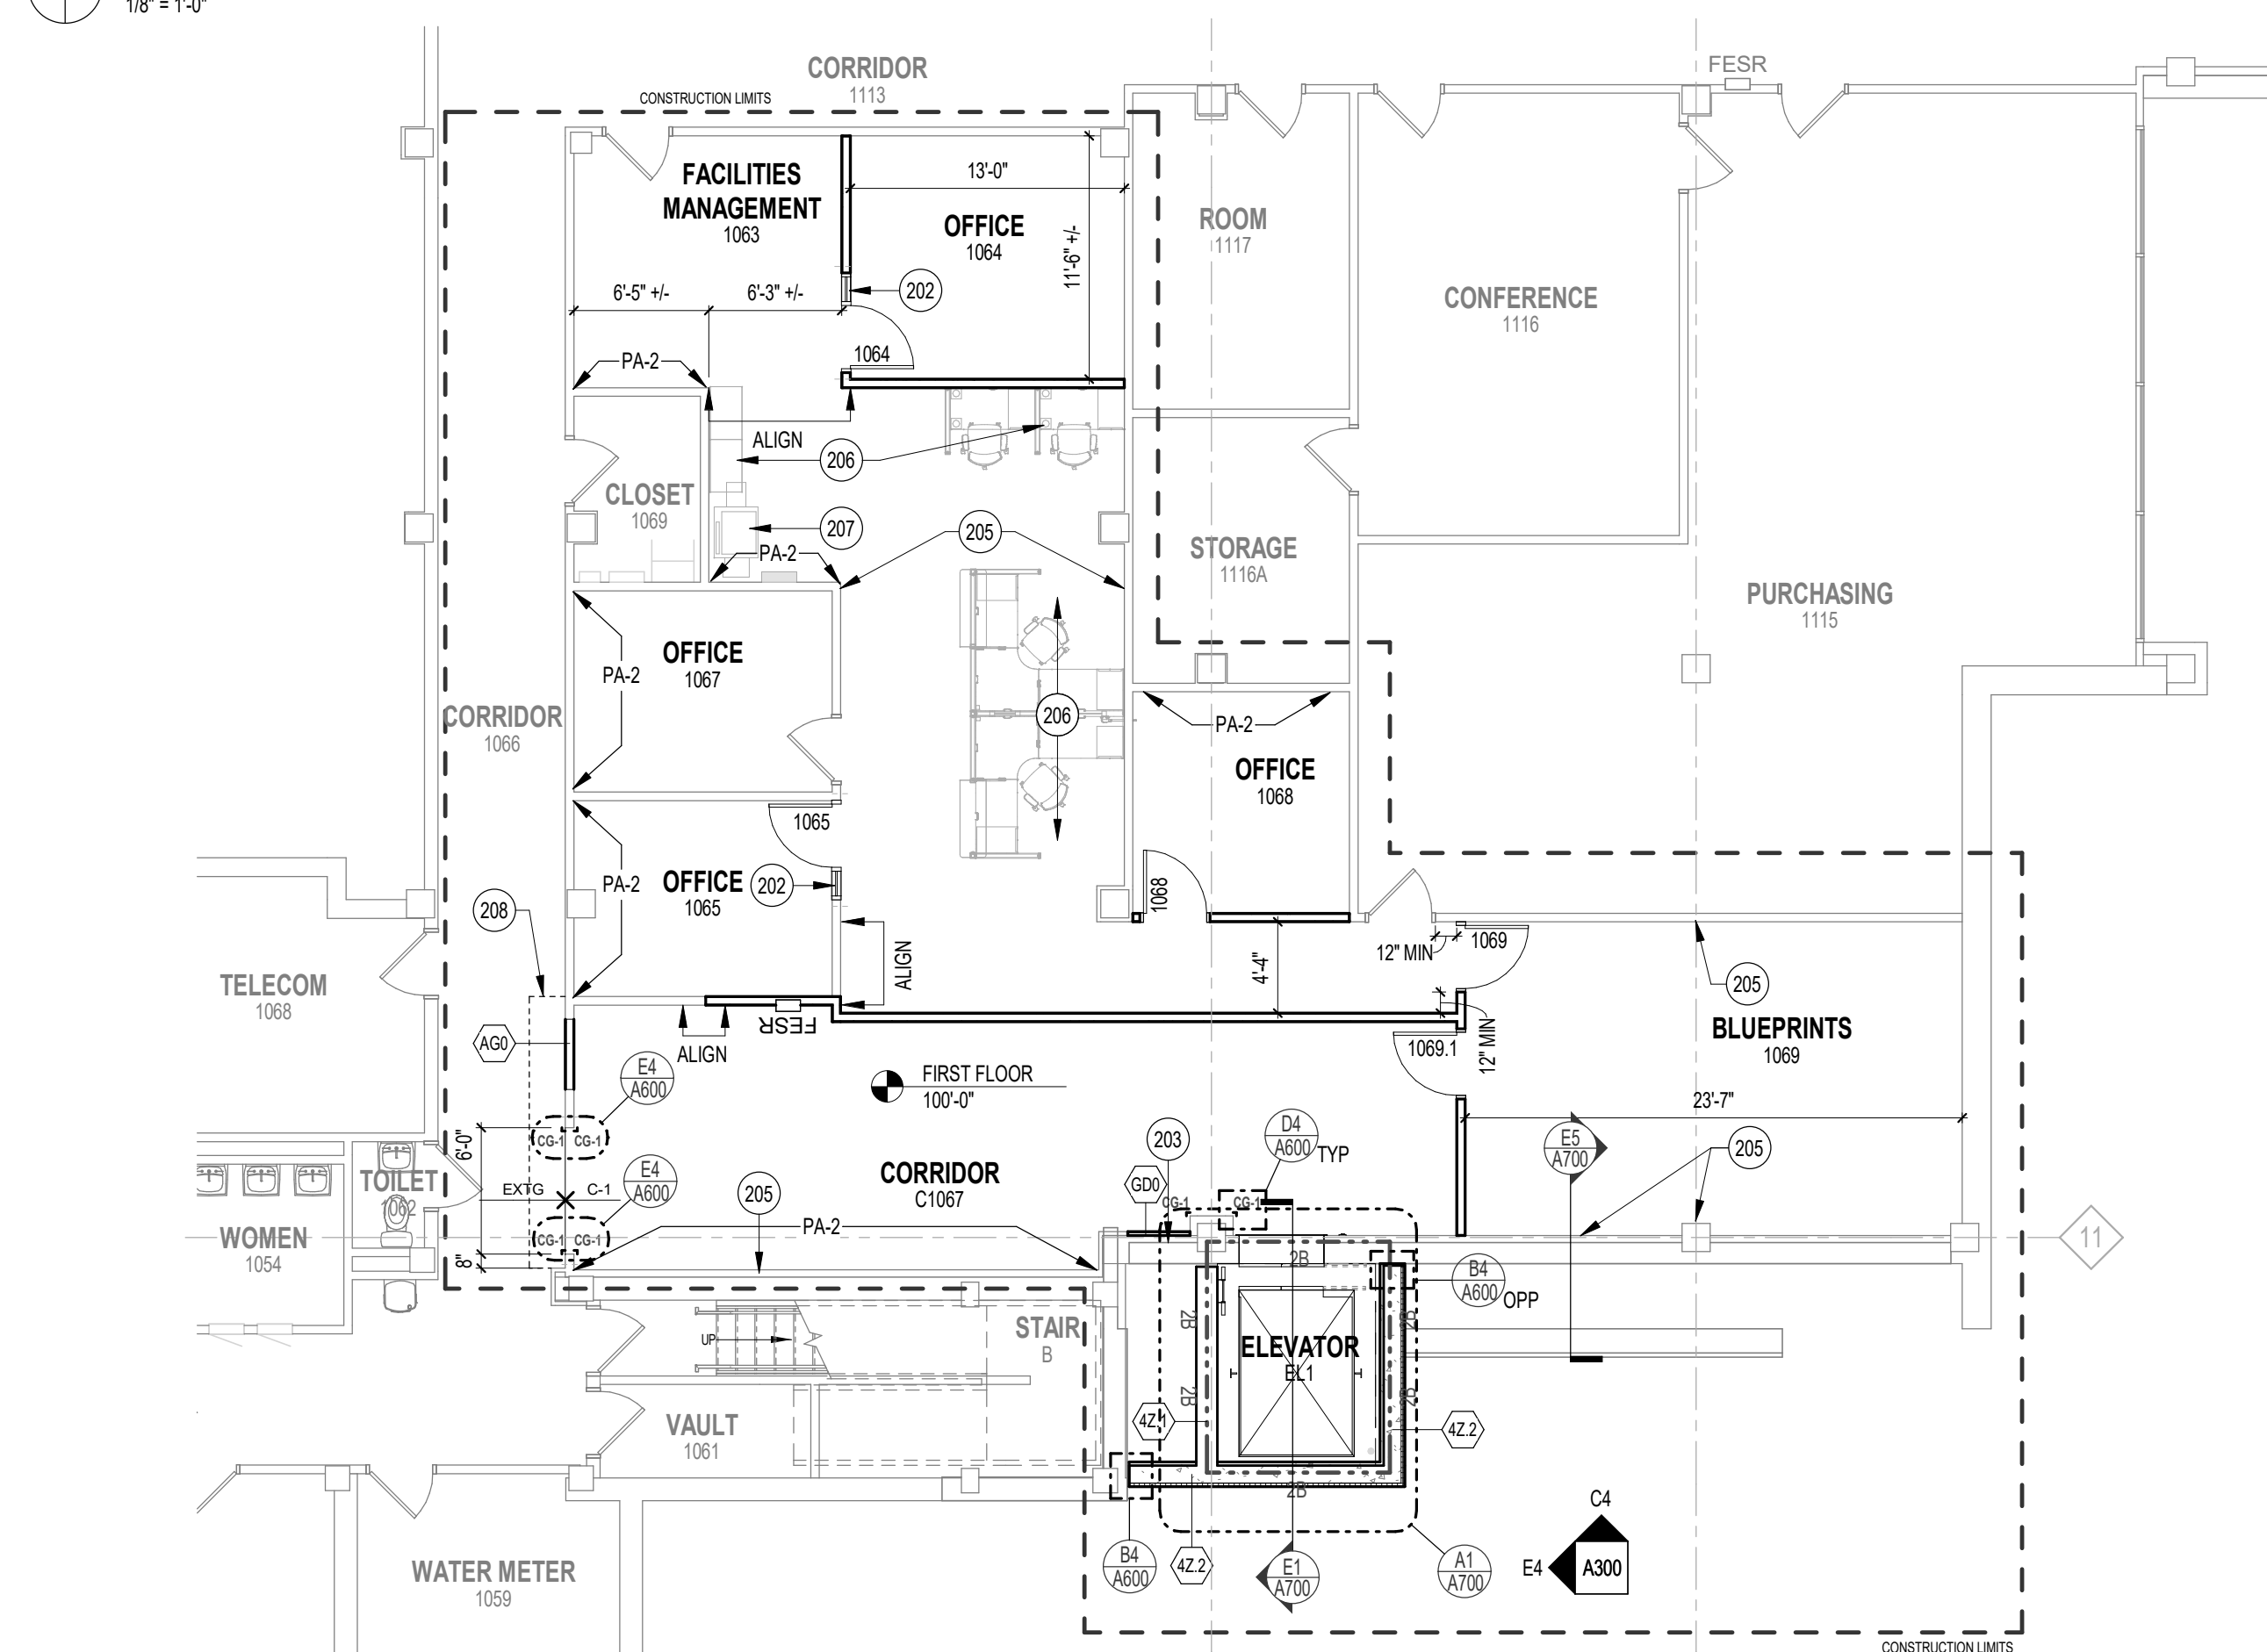 1/8" = 1'-0"
CORRIDOR
1113
CONSTRUCTION LIMITS
FESR
FACILITIES
MANAGEMENT
1063
13'-0"
OFFICE
1064
11'-6" +/-
ROOM
1117
CONFERENCE
1116
6'-5" +/-
6'-3" +/-
202
1064
PA-2
ALIGN
206
CLOSET
1069
207
PA-2
205
STORAGE
1116A
PURCHASING
1115
OFFICE
1067
PA-2
CORRIDOR
1066
206
PA-2
OFFICE
1068
1065
PA-2
OFFICE
1065
202
1068
208
ALIGN
4'-4"
12" MIN
1069
205
TELECOM
1068
BLUEPRINTS
1069
FESR
AG0
ALIGN
1069.1
12" MIN
E4
A600
FIRST FLOOR
100'-0"
23'-7"
6'-0"
CG-1
CG-1
D4
A600
TYP
203
E5
A700
205
TOILET
1062
EXTG
C-1
E4
A600
205
CORRIDOR
C1067
GD0
CG-1
CG-1
PA-2
WOMEN
1054
8"
CG-1
CG-1
11
2B
B4
A600
OPP
UP
STAIR
B
2B
2B
ELEVATOR
EL1
2B
2B
VAULT
1061
4Z.1
4Z.2
2B
C4
WATER METER
1059
B4
A600
4Z.2
E1
A700
A1
A700
E4
A300
CONSTRUCTION LIMITS